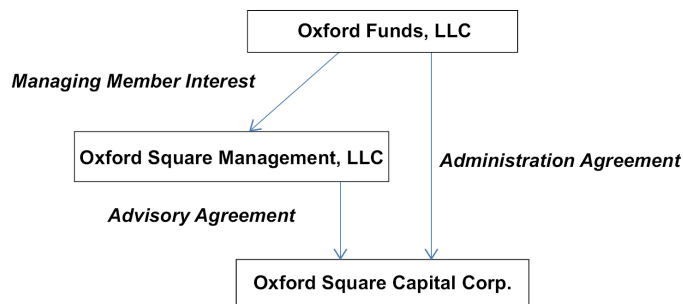 Oxford Funds, LLC
Managing Member Interest
Oxford Square Management, LLC
Administration Agreement
Advisory Agreement
Oxford Square Capital Corp.